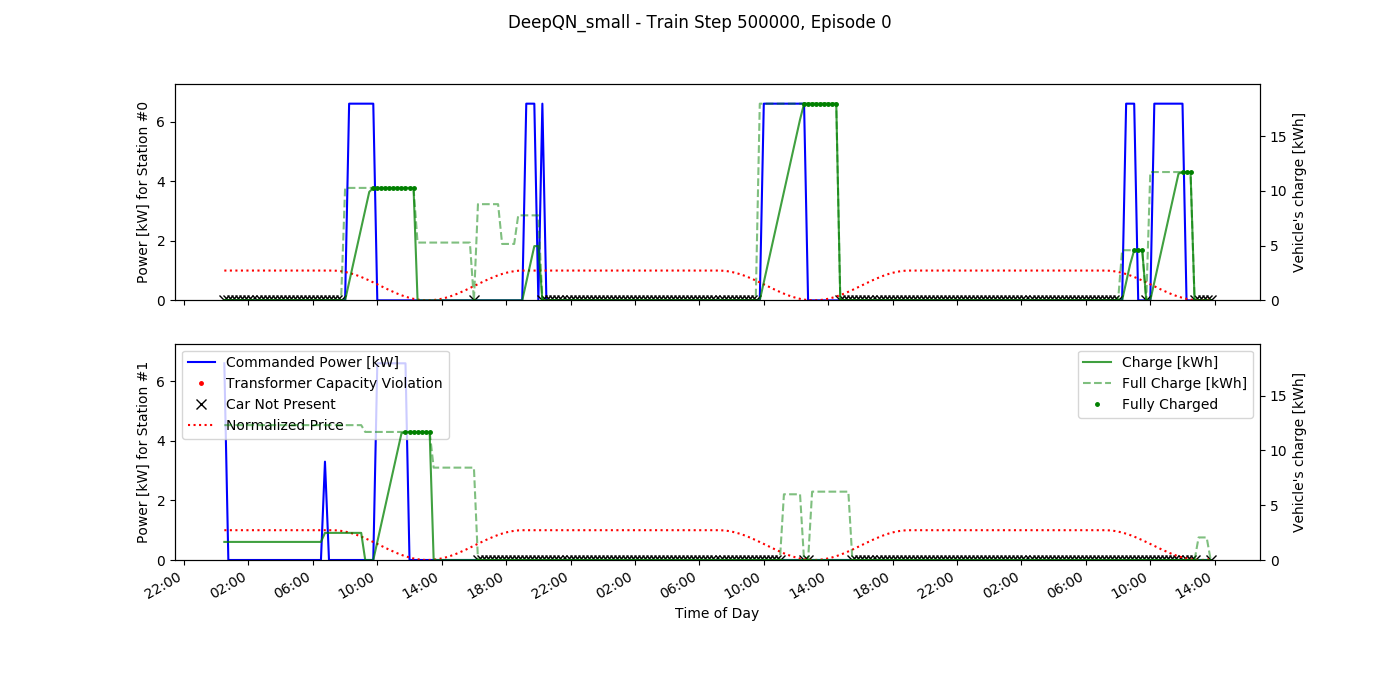 DeepQN_small - Train Step 500000, Episode 0
Power [kW] for Station #0
0
2
4
6
0
5
10
15
Vehicle's charge [kWh]
Power [kW] for Station #1
0
2
4
6
Commanded Power [kW]
Transformer Capacity Violation
Car Not Present
Normalized Price
Charge [kWh]
Full Charge [kWh]
Fully Charged
0
5
10
15
Vehicle's charge [kWh]
22:00 02:00 06:00 10:00 14:00 18:00 22:00 02:00 06:00 10:00 14:00 18:00 22:00 02:00 06:00 10:00 14:00
Time of Day